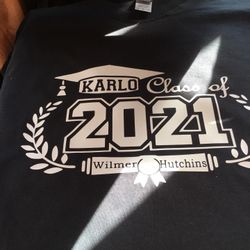 KARLO Class of
2021
Wilmer Hutchins